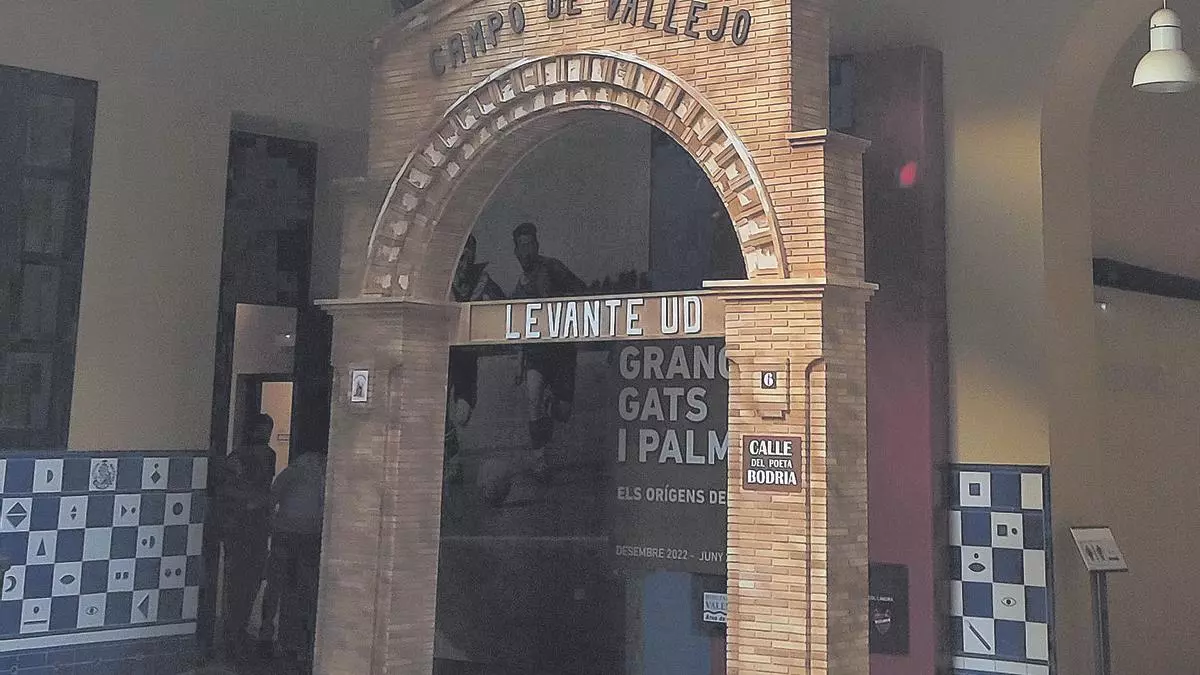 CAMPO DE VALLEJO
LEVANTE UD
GRANO
GATS
I PALM
ELS ORÍGENS DE
DESEMBRE 2022 - JUNY
6
CALLE
DEL POETA
BODRIA